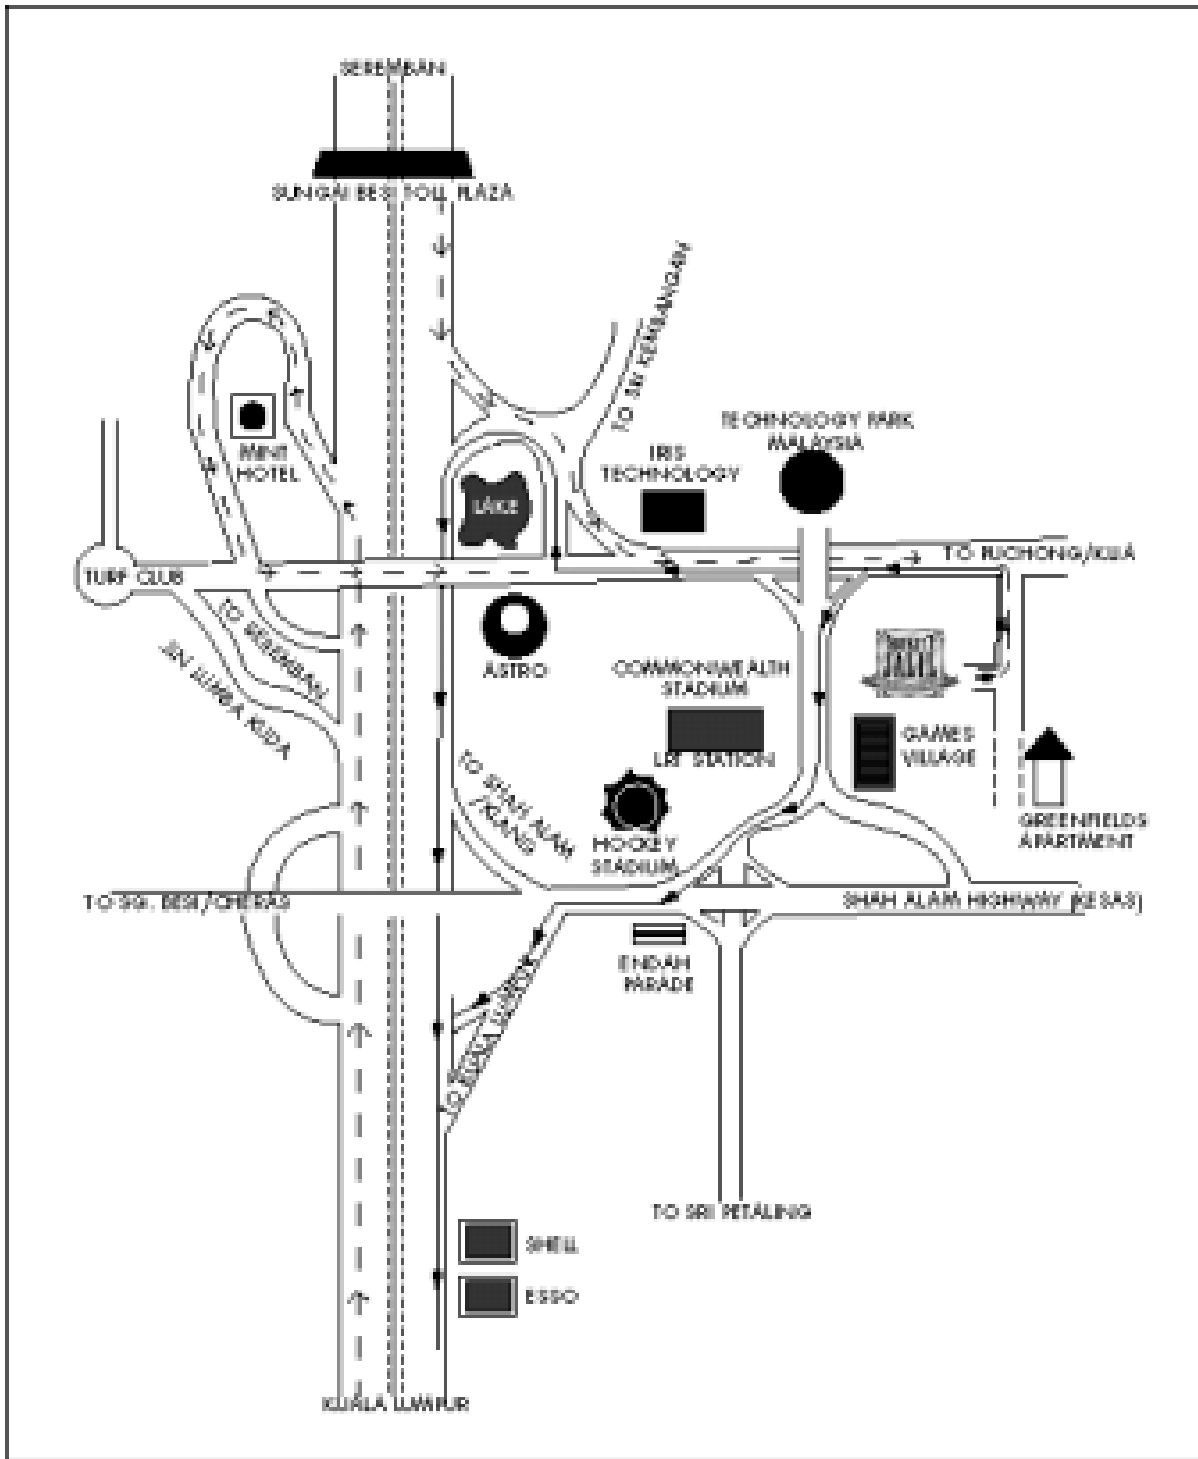 SEREMBAN
SUNGAI BESI TOLL PLAZA
TO SRI KEMBANGAN
TECHNOLOGY PARK
MALAYSIA
IRIS
TECHNOLOGY
MINT
HOTEL
LAKE
TO PUCHONG/KLIA
TURF CLUB
TO SEREMBAN
JLN LUMBA KUDA
ASTRO
COMMONWEALTH
STADIUM
LRT STATION
GAMES
VILLAGE
TO SHAH ALAM
/KLANG
HOCKEY
STADIUM
GREENFIELDS
APARTMENT
TO SGI. BESI/CHERAS
SHAH ALAM HIGHWAY (KESAS)
ENDAH
PARADE
TO KUALA LUMPUR
TO SRI PETALING
SHELL
ESSO
KUALA LUMPUR